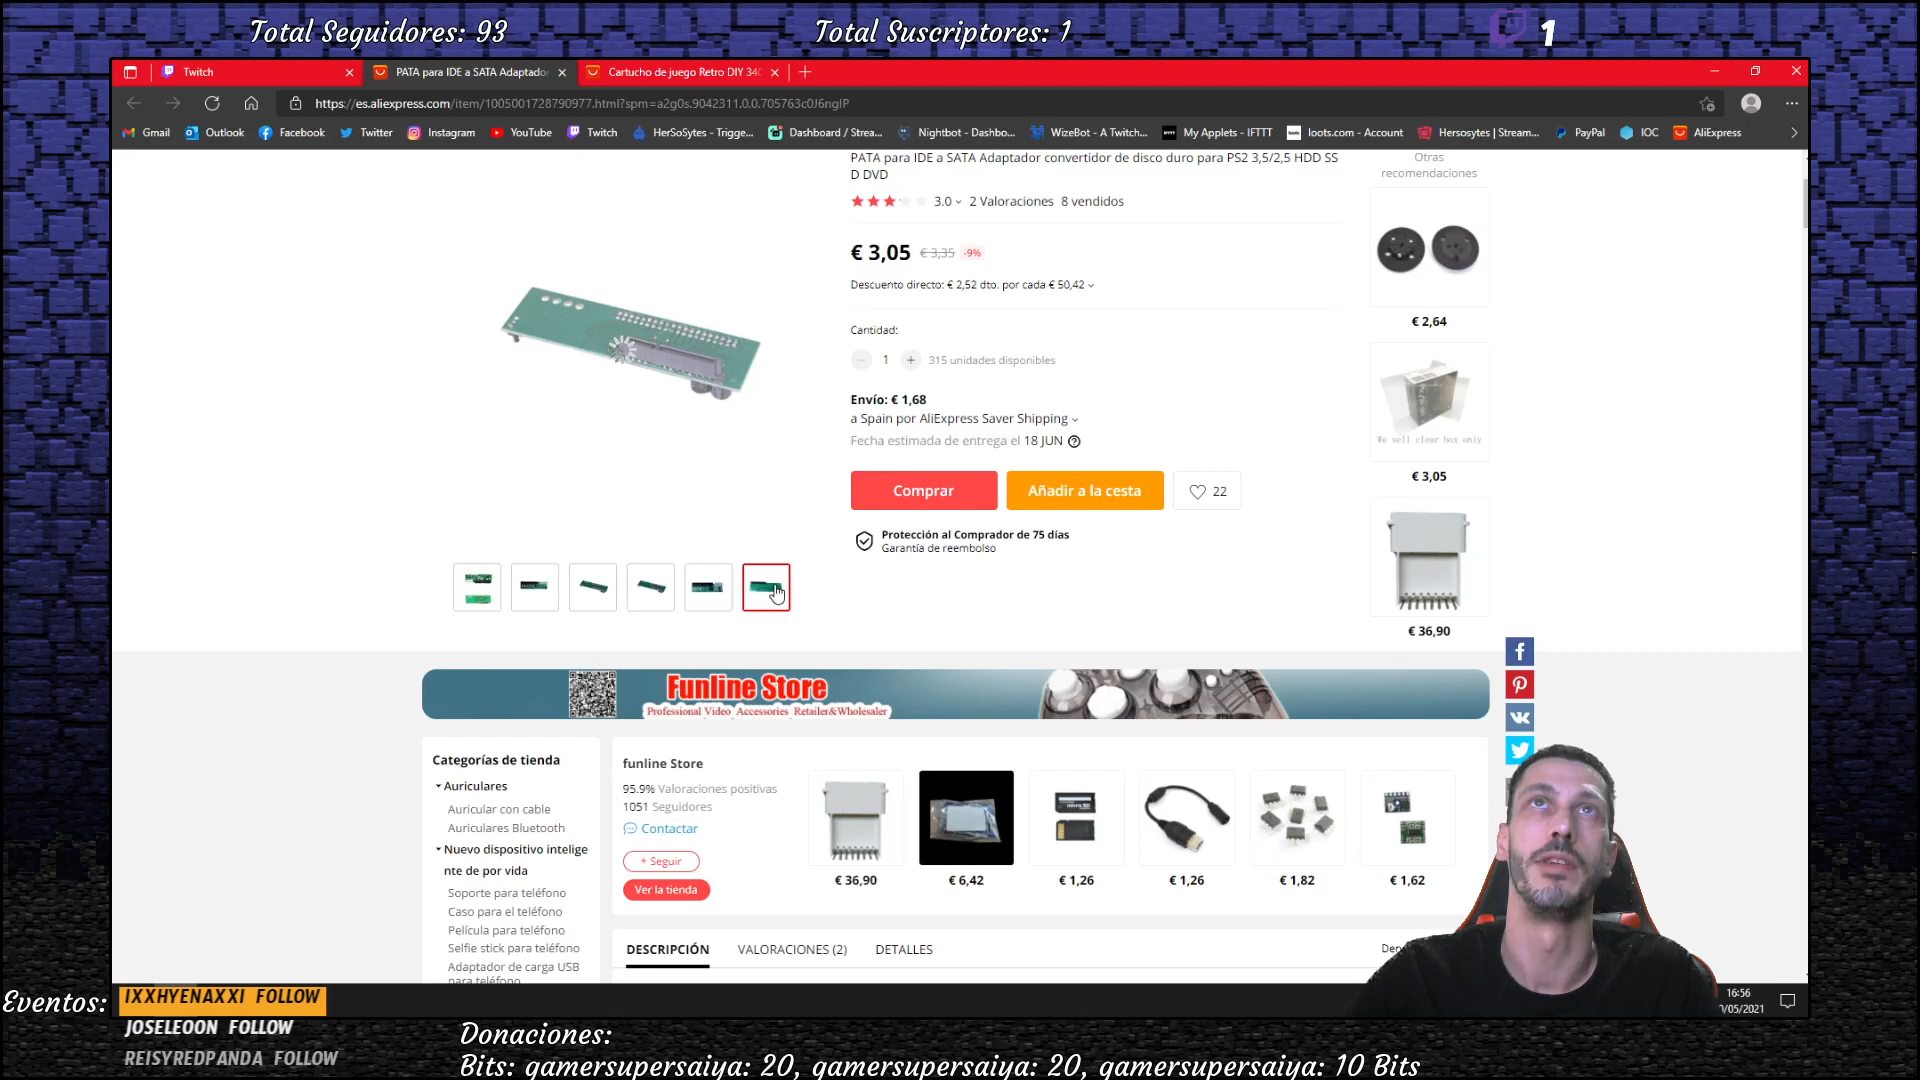 Total Seguidores: 93
Total Suscriptores: 1
1
Twitch
PATA para IDE a SATA Adaptado
Cartucho de juego Retro DIY 340
https://es.aliexpress.com/item/1005001728790977.html?spm=a2g0s.9042311.0.0.705763c0J6ngIP
Gmail
Outlook
Facebook
Twitter
Instagram
YouTube
Twitch
HerSoSytes - Trigge...
Dashboard / Strea...
Nightbot - Dashbo...
WizeBot - A Twitch...
My Applets - IFTTT
loots.com - Account
Hersosytes | Stream...
PayPal
IOC
AliExpress
PATA para IDE a SATA Adaptador convertidor de disco duro para PS2 3,5/2,5 HDD SS
D DVD
3.0 2 Valoraciones 8 vendidos
€ 3,05 € 3,35 -9%
Descuento directo: € 2,52 dto. por cada € 50,42
Cantidad:
1 315 unidades disponibles
Envío: € 1,68
a Spain por AliExpress Saver Shipping
Fecha estimada de entrega el 18 JUN
Comprar
Añadir a la cesta
22
Protección al Comprador de 75 días
Garantía de reembolso
Otras
recomendaciones
€ 2,64
We sell clear box only
€ 3,05
€ 36,90
Funline Store
Professional Video Accessories Retailer&Wholesaler
Categorías de tienda
Auriculares
Auricular con cable
Auriculares Bluetooth
Nuevo dispositivo intelige
nte de por vida
Soporte para teléfono
Caso para el teléfono
Película para teléfono
Selfie stick para teléfono
Adaptador de carga USB
para teléfono
funline Store
95.9% Valoraciones positivas
1051 Seguidores
Contactar
+ Seguir
Ver la tienda
€ 36,90
€ 6,42
€ 1,26
€ 1,26
€ 1,82
€ 1,62
DESCRIPCIÓN
VALORACIONES (2)
DETALLES
16:56
/05/2021
Eventos:
IXXHYENAXXI FOLLOW
JOSELEOON FOLLOW
REISYREDPANDA FOLLOW
Donaciones:
Bits: gamersupersaiya: 20, gamersupersaiya: 20, gamersupersaiya: 10 Bits